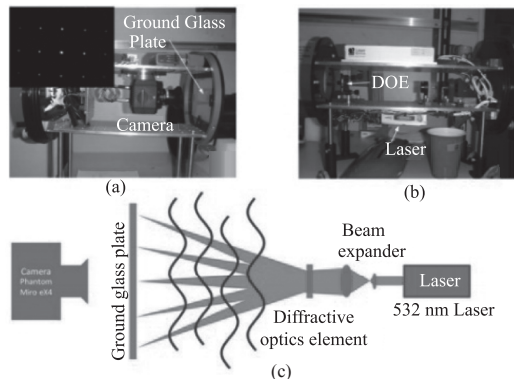 Ground Glass
Plate
Camera
(a)
DOE
Laser
(b)
Camera
Phantom
Miro eX4
Ground glass plate
Diffractive
optics element
Beam
expander
Laser
532 nm Laser
(c)